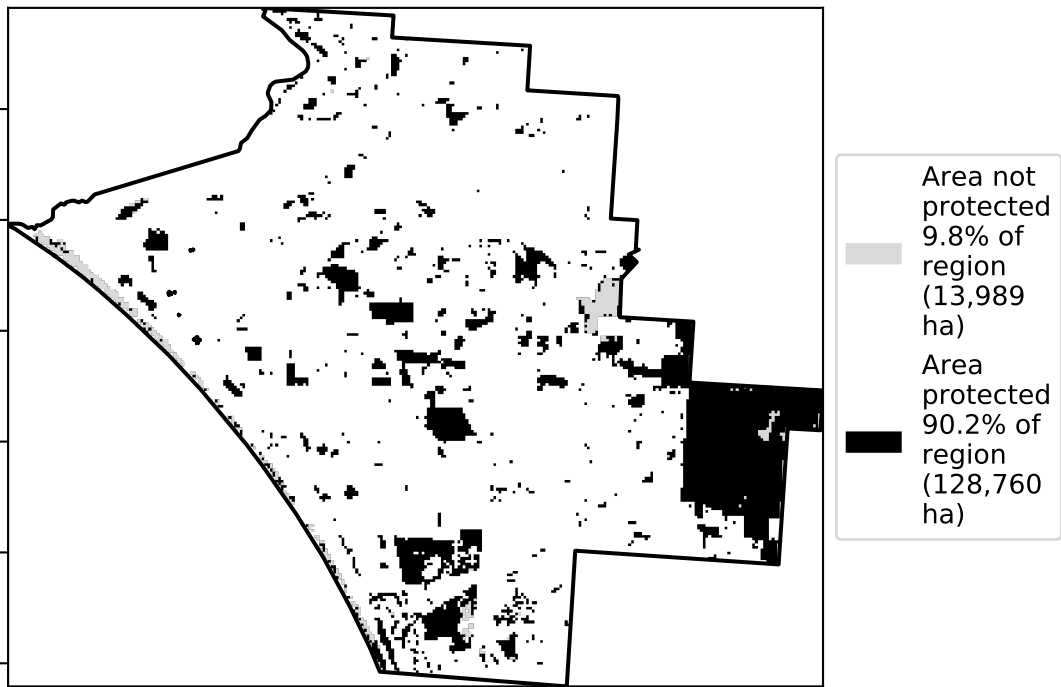 Area not
protected
9.8% of
region
(13,989
ha)
Area
protected
90.2% of
region
(128,760
ha)